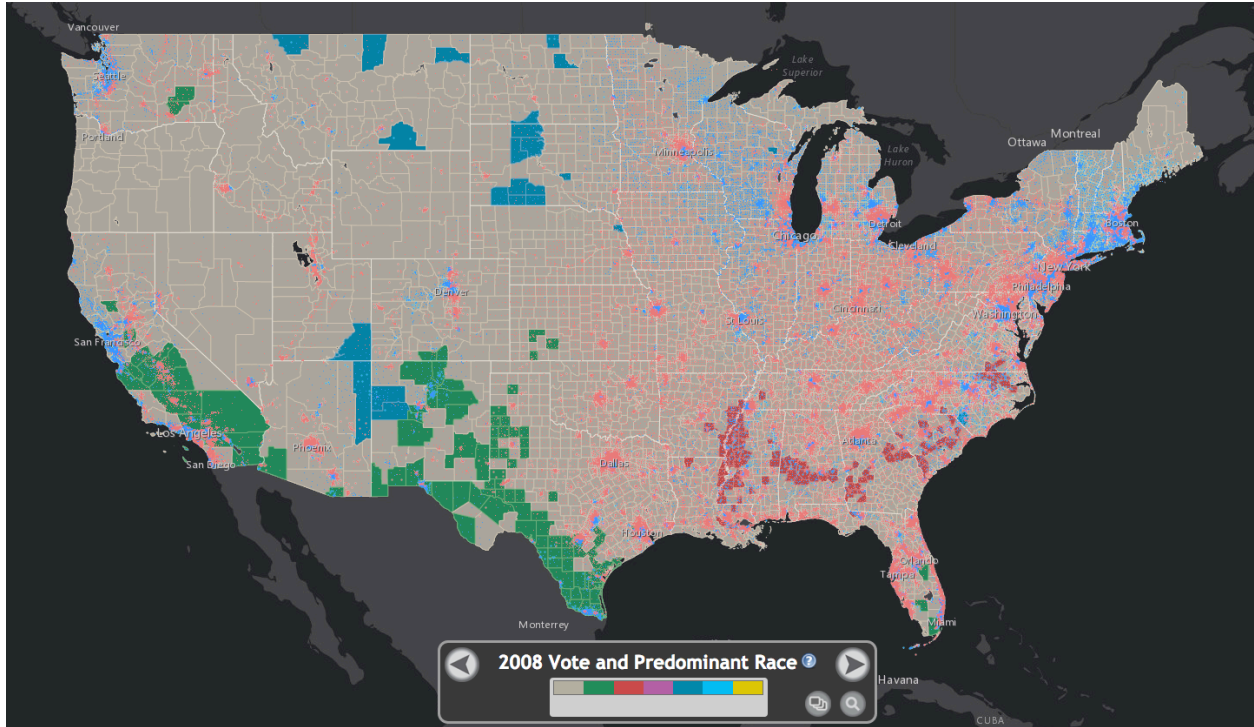 Vancouver
Seattle
Portland
Lake
Superior
Minneapolis
Lake
Huron
Ottawa
Montreal
Chicago
Detroit
Cleveland
Boston
New York
Philadelphia
Denver
St Louis
Cincinnati
Washington
San Francisco
Los Angeles
San Diego
Phoenix
Dallas
Atlanta
Houston
Orlando
Tampa
Miami
Monterrey
Havana
CUBA
2008 Vote and Predominant Race ?